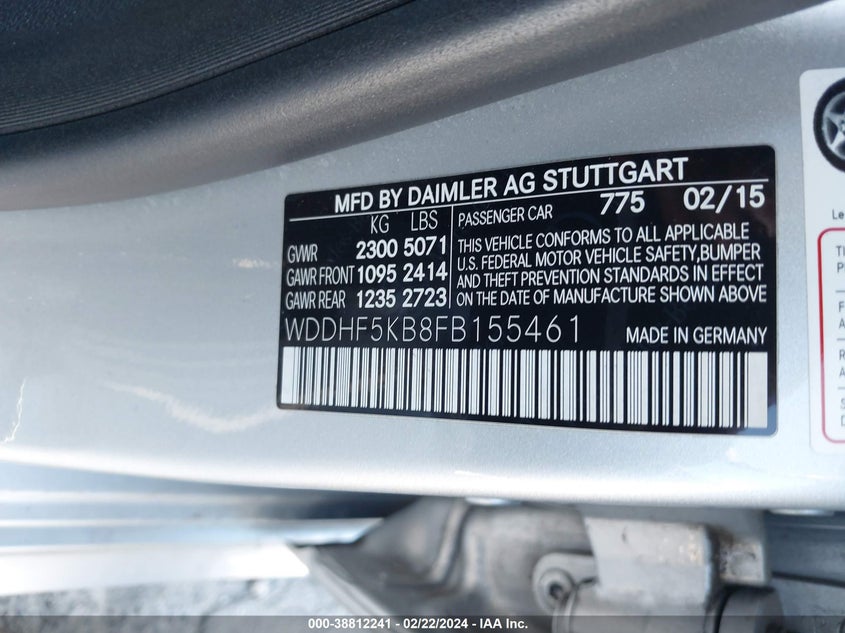 MFD BY DAIMLER AG STUTTGART
KG LBS
GVWR 2300 5071
GAWR FRONT 1095 2414
GAWR REAR 1235 2723
PASSENGER CAR 775 02/15
THIS VEHICLE CONFORMS TO ALL APPLICABLE
U.S. FEDERAL MOTOR VEHICLE SAFETY,BUMPER
AND THEFT PREVENTION STANDARDS IN EFFECT
ON THE DATE OF MANUFACTURE SHOWN ABOVE
WDDHF5KB8FB155461 MADE IN GERMANY
000-38812241 - 02/22/2024 - IAA Inc.